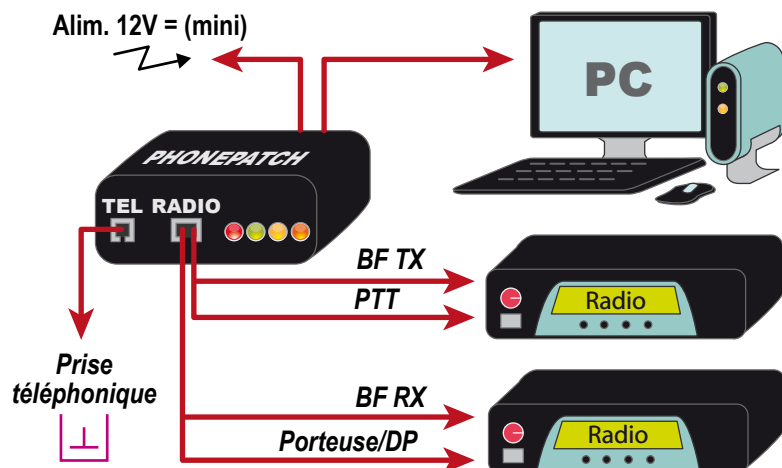 Alim. 12V = (mini)
PC
PHONEPATCH
TEL RADIO
BF TX
PTT
Radio
Prise
téléphonique
BF RX
Porteuse/DP
Radio